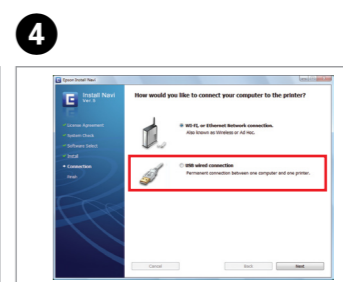 4
Epson Install Navi
Install Navi
Ver. 3
How would you like to connect your computer to the printer?
License Agreement
System Check
Software Select
Install
Connection
Finish
Wi-Fi, or Ethernet Network connection.
Also known as Wireless or Ad Hoc.
USB wired connection
Permanent connection between one computer and one printer.
Cancel
Back
Next